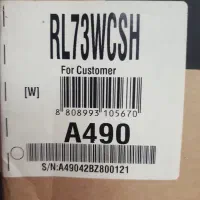 RL73WCSH
For Customer
[W]
8 808993 105670
A490
S/N:A49042BZ800121